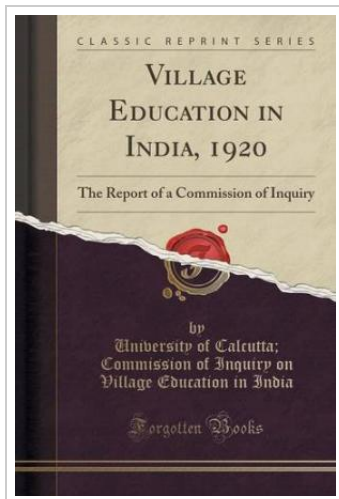 CLASSIC REPRINT SERIES
VILLAGE
EDUCATION IN
INDIA, 1920
The Report of a Commission of Inquiry
F
by
University of Calcutta;
Commission of Inquiry on
Village Education in India
Forgotten Books